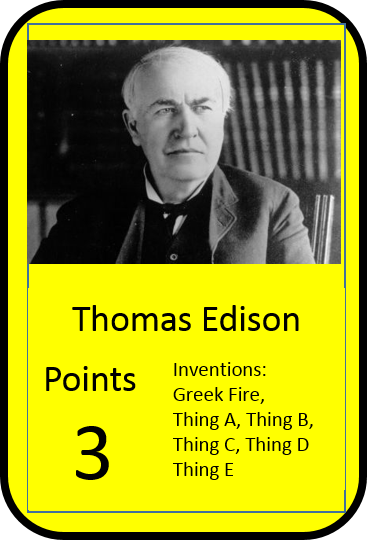 Thomas Edison
Points
3
Inventions:
Greek Fire,
Thing A, Thing B,
Thing C, Thing D
Thing E